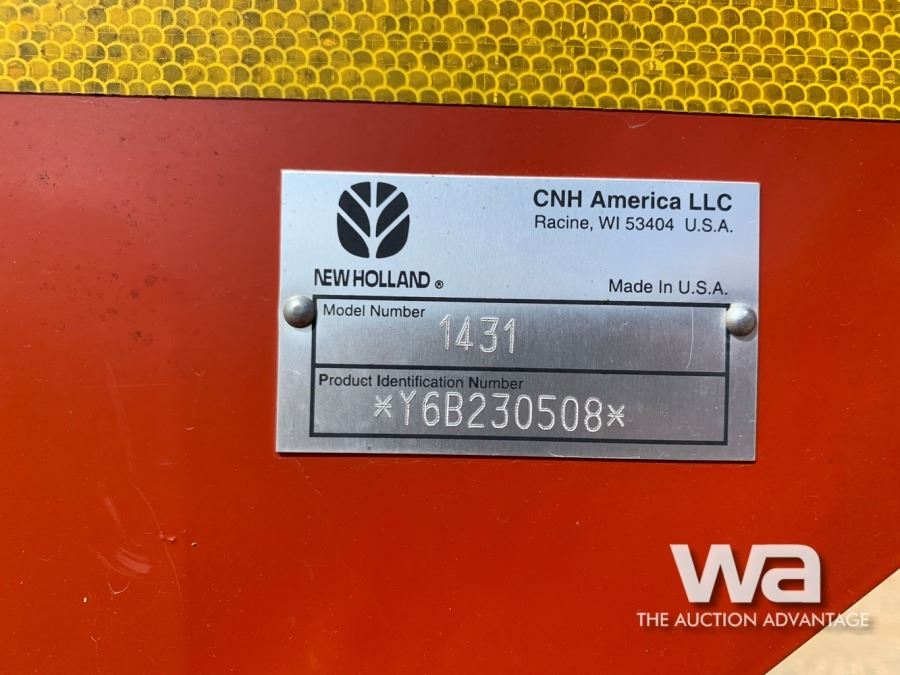 CNH America LLC
Racine, WI 53404 U.S.A.
NEW HOLLAND ®
Made In U.S.A.
Model Number
1431
Product Identification Number
*Y6B230508*
wa
THE AUCTION ADVANTAGE